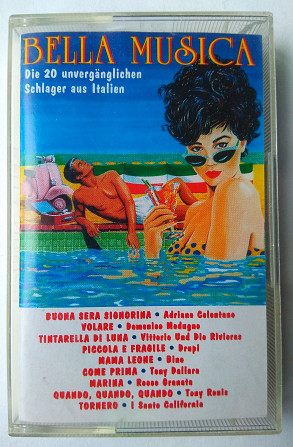 BELLA MUSICA
Die 20 unvergänglichen
Schlager aus Italien
BUONA SERA SIGNORINA • Adriano Celentano
VOLARE • Domenico Modugno
TINTARELLA DI LUNA • Vittorio Und Die Rivieras
PICCOLA E FRAGILE • Drupi
MAMA LEONE • Bino
COME PRIMA • Tony Dallara
MARINA • Rocco Granata
QUANDO, QUANDO, QUANDO • Tony Renis
TORNERO • I Santo California